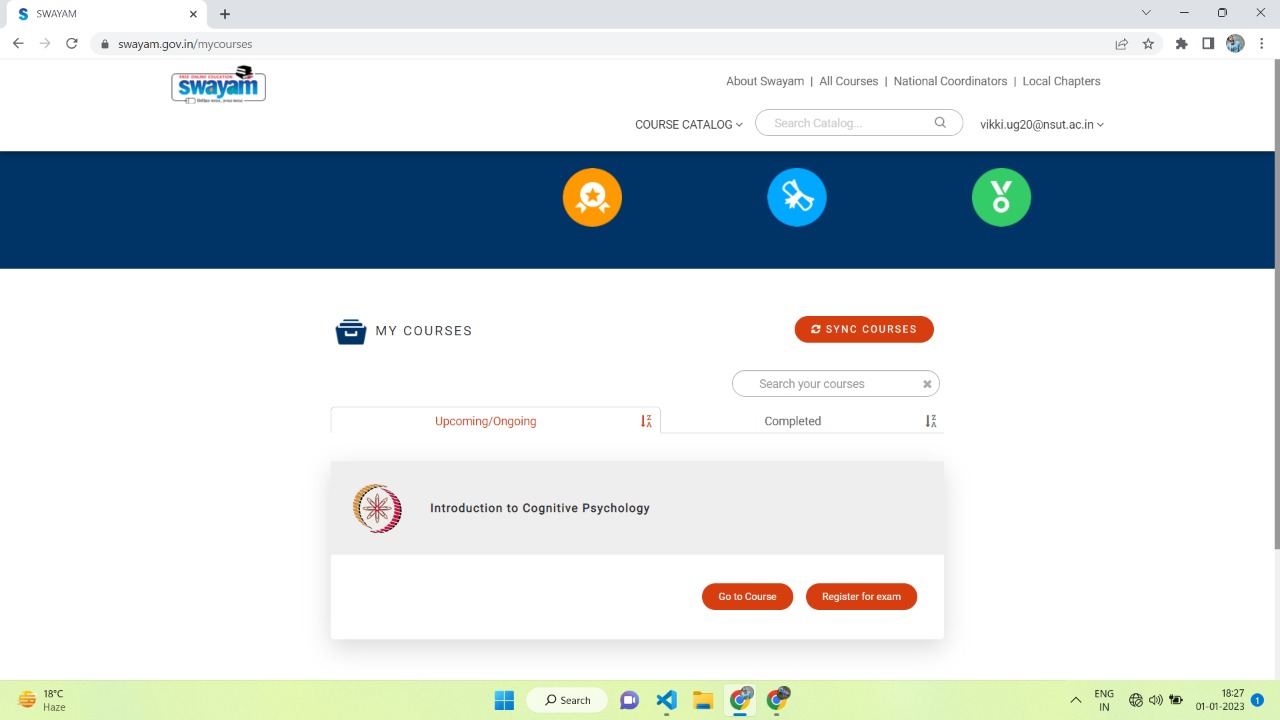 SWAYAM
swayam.gov.in/mycourses
FREE ONLINE EDUCATION
swayam
About Swayam | All Courses | National Coordinators | Local Chapters
COURSE CATALOG
Search Catalog...
vikki.ug20@nsut.ac.in
MY COURSES
SYNC COURSES
Search your courses
Upcoming/Ongoing
Completed
Introduction to Cognitive Psychology
Go to Course
Register for exam
18°C
Haze
Search
ENG
IN
18:27
01-01-2023
1